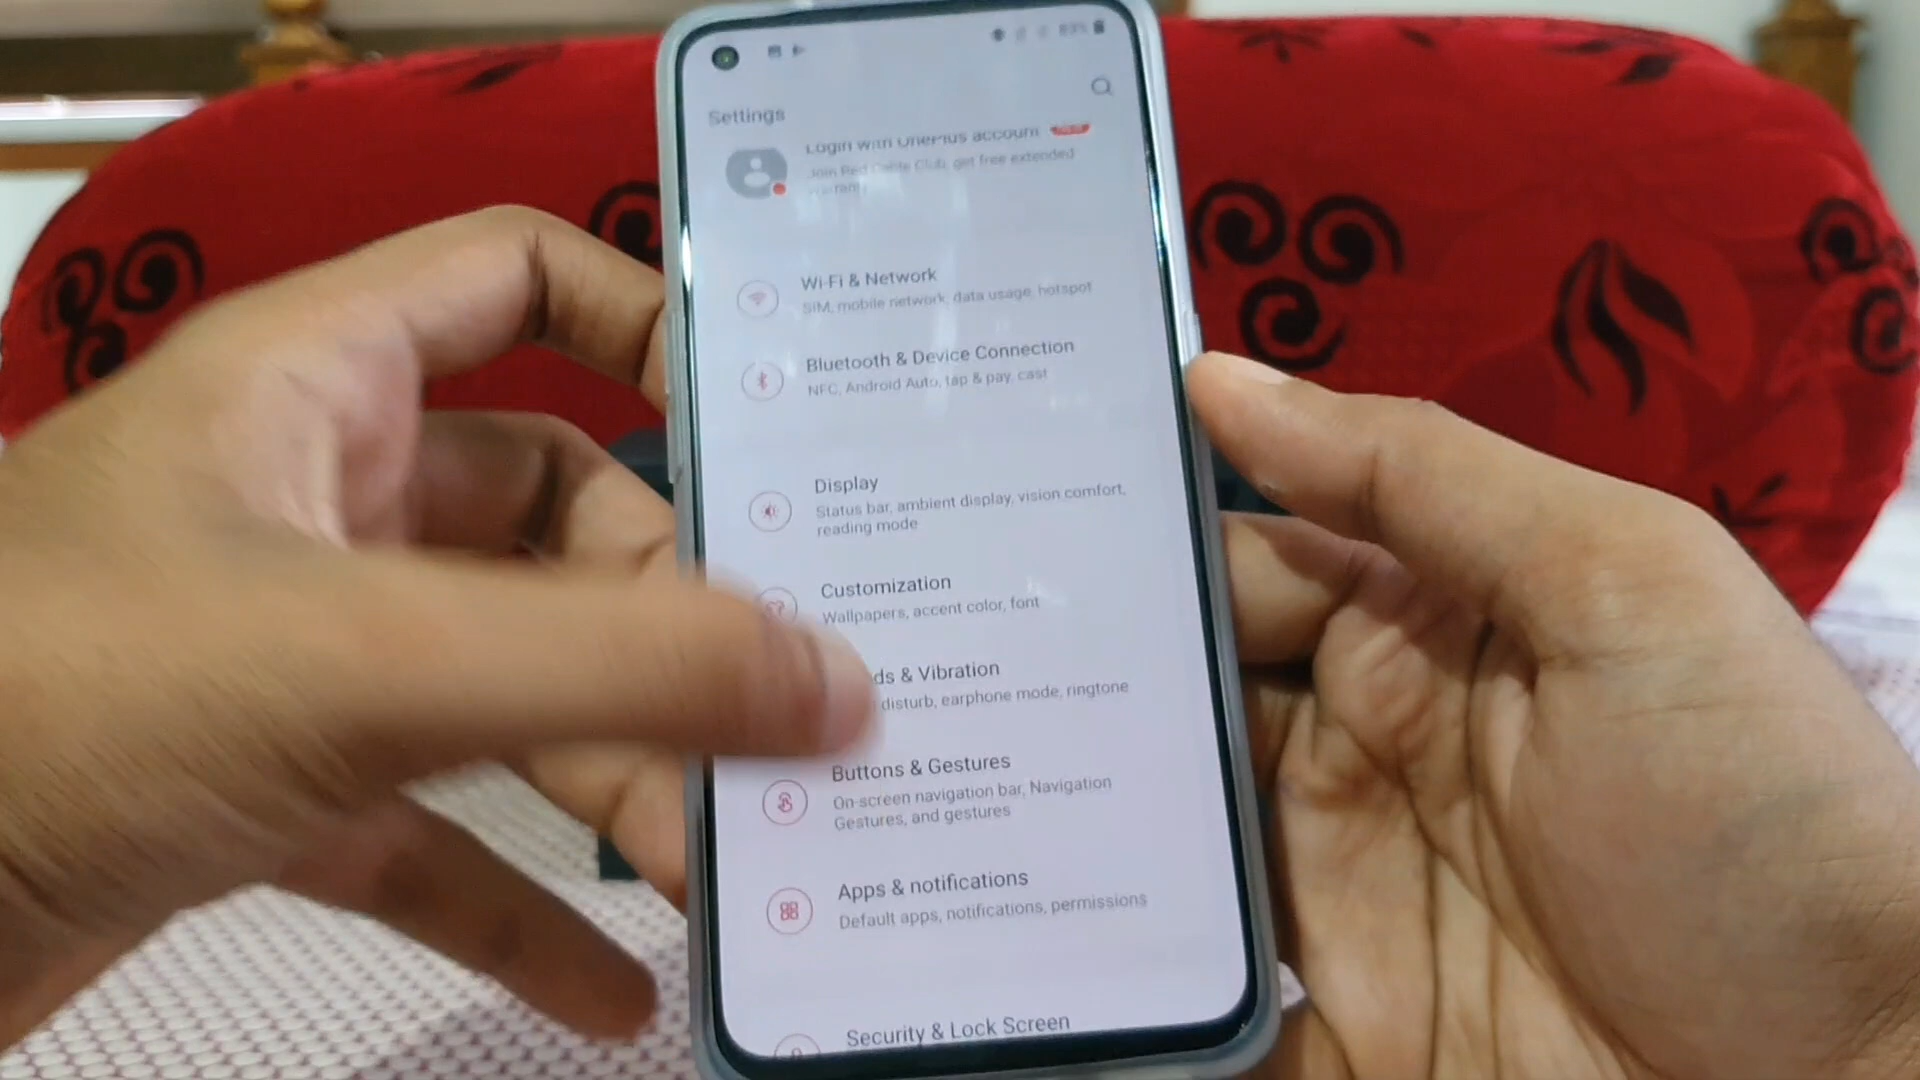 89%
Settings
Login with OnePlus account
Join Red Cable Club, get free extended
Wi-Fi & Network
SIM, mobile network, data usage, hotspot
Bluetooth & Device Connection
NFC, Android Auto, tap & pay, cast
Display
Status bar, ambient display, vision comfort,
reading mode
Customization
Wallpapers, accent color, font
ds & Vibration
disturb, earphone mode, ringtone
Buttons & Gestures
On-screen navigation bar, Navigation
Gestures, and gestures
Apps & notifications
Default apps, notifications, permissions
Security & Lock Screen